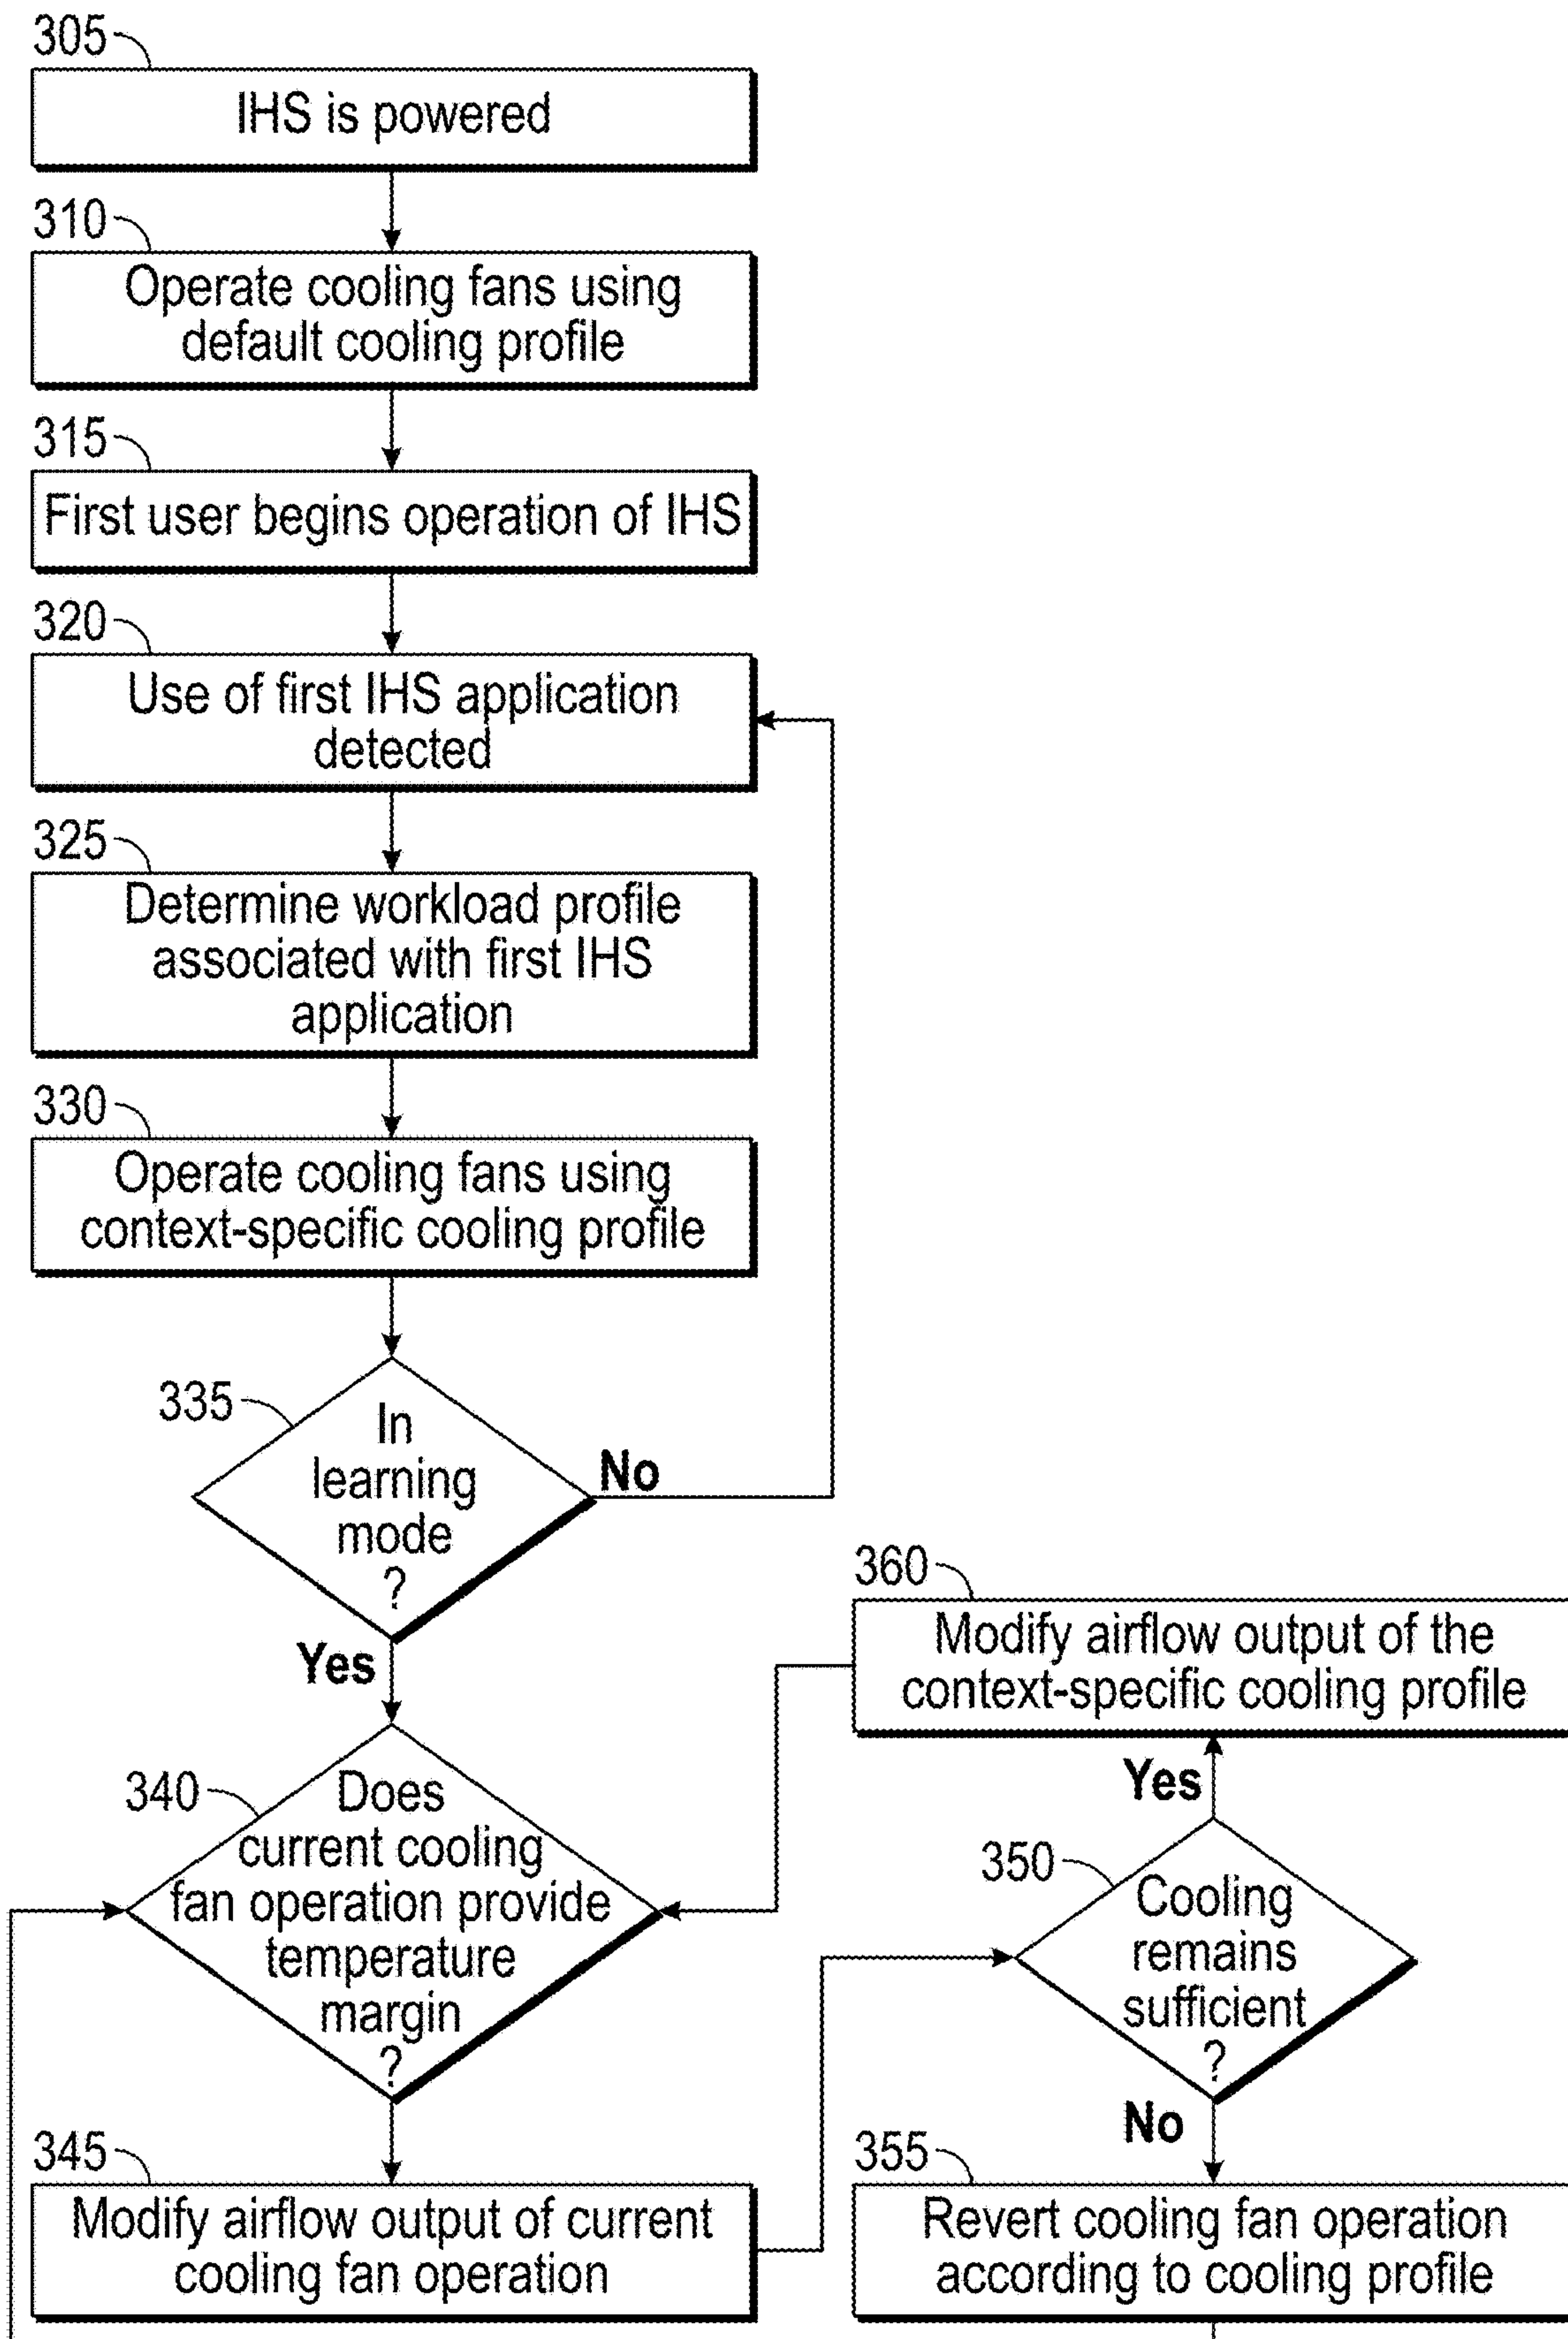 305
IHS is powered
310
Operate cooling fans using
default cooling profile
315
First user begins operation of IHS
320
Use of first IHS application
detected
325
Determine workload profile
associated with first IHS
application
330
Operate cooling fans using
context-specific cooling profile
335
In
learning
mode
?
No
Yes
340
Does
current cooling
fan operation provide
temperature
margin
?
345
Modify airflow output of current
cooling fan operation
360
Modify airflow output of the
context-specific cooling profile
Yes
350
Cooling
remains
sufficient
?
No
355
Revert cooling fan operation
according to cooling profile